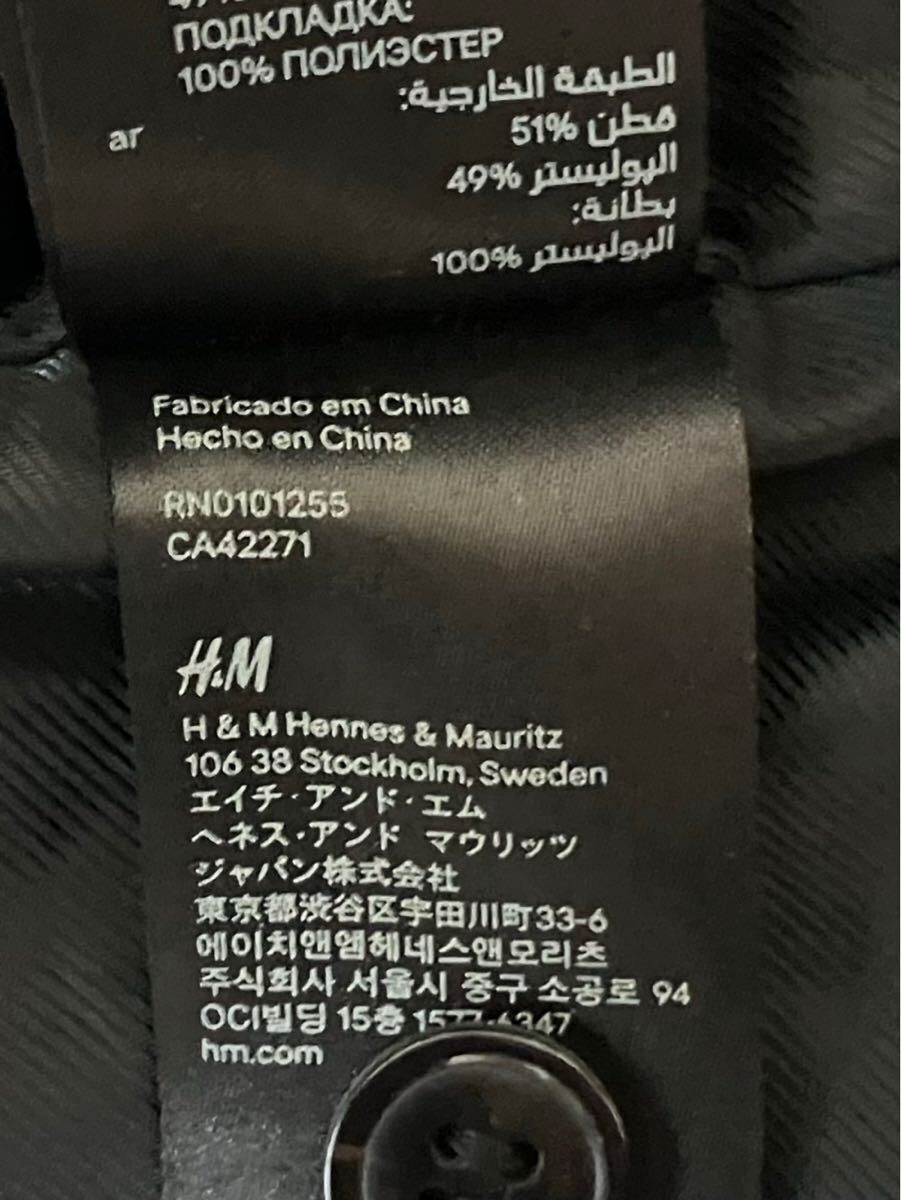 ПОДКЛАДКА:
100% ПОЛИЭСТЕР
ar
الطبقة الخارجية:
51% قطن
49% البوليستر
بطانة:
100% البوليستر
Fabricado em China
Hecho en China
RN0101255
CA42271
H&M
H & M Hennes & Mauritz
106 38 Stockholm, Sweden
エイチ・アンド・エム
ヘネス・アンド マウリッツ
ジャパン株式会社
東京都渋谷区宇田川町33-6
에이치앤엠헤네스앤모리츠
주식회사 서울시 중구 소공로 94
OCI빌딩 15층 1577-6347
hm.com